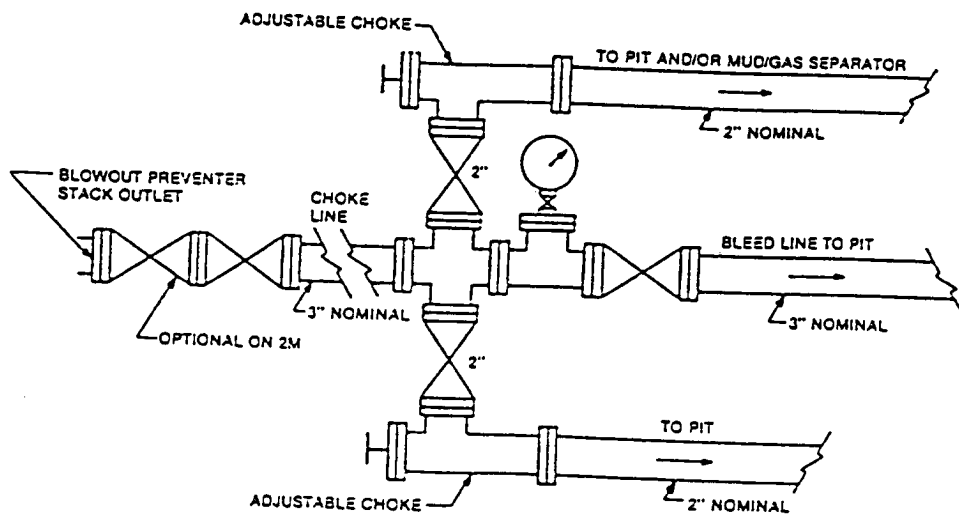 ADJUSTABLE CHOKE
TO PIT AND/OR MUD/GAS SEPARATOR
2" NOMINAL
2"
BLOWOUT PREVENTER
STACK OUTLET
CHOKE
LINE
BLEED LINE TO PIT
3" NOMINAL
3" NOMINAL
OPTIONAL ON 2M
2"
TO PIT
ADJUSTABLE CHOKE
2" NOMINAL